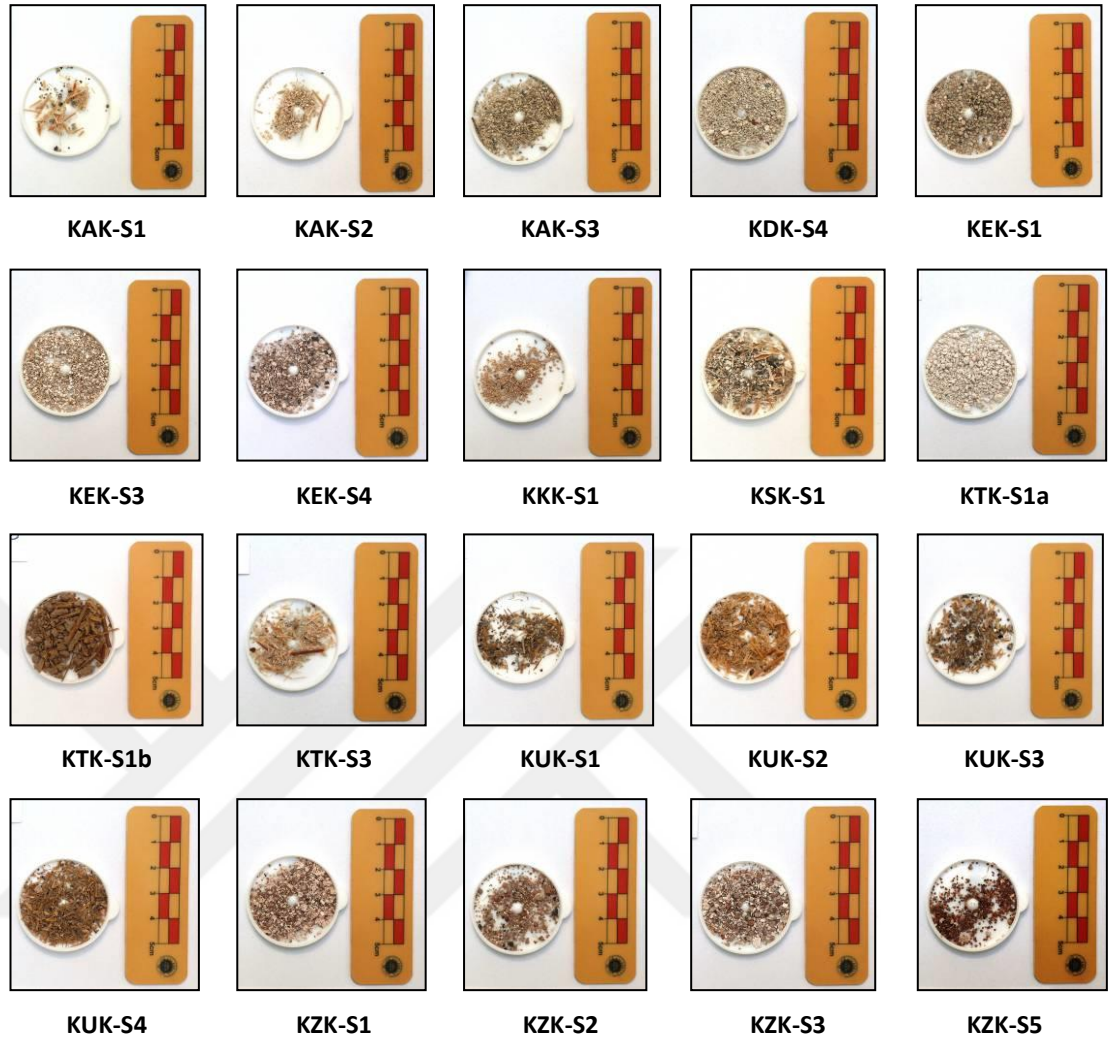 KAK-S1 KAK-S2 KAK-S3 KDK-S4 KEK-S1
KEK-S3 KEK-S4 KKK-S1 KSK-S1 KTK-S1a
KTK-S1b KTK-S3 KUK-S1 KUK-S2 KUK-S3
KUK-S4 KZK-S1 KZK-S2 KZK-S3 KZK-S5